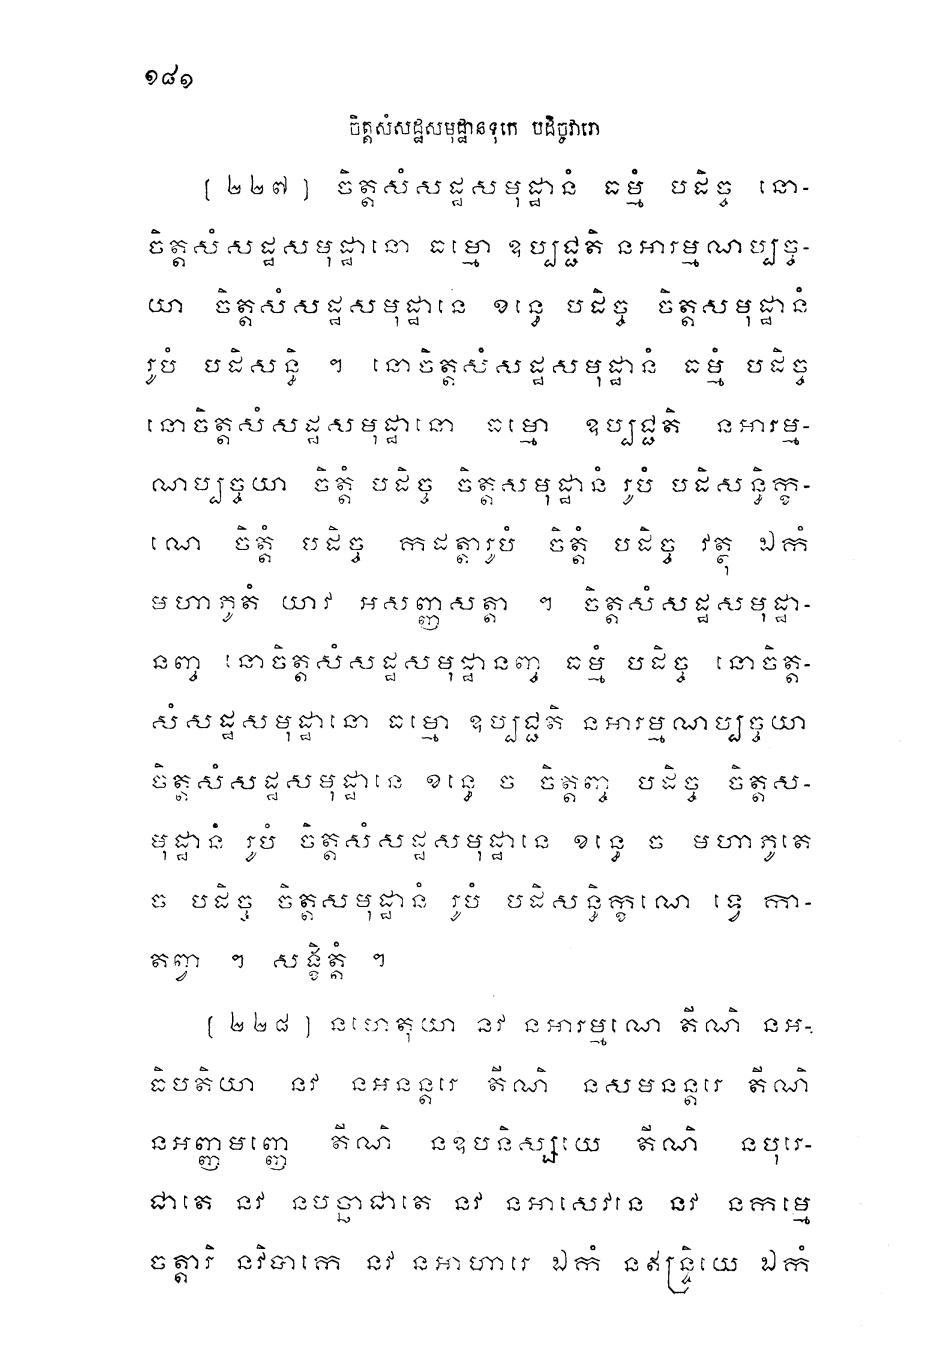 ១៨១
ចិត្តសំសដ្ឋសមុដ្ឋានទុកេ បដិច្ចវារោ
(២២៧) ចិត្តសំសដ្ឋសមុដ្ឋានំ ធម្មំ បដិច្ច នោ-
ចិត្តសំសដ្ឋសមុដ្ឋានោ ធម្មោ ឧប្បជ្ជតិ នអារម្មណប្បច្ច-
យា ចិត្តសំសដ្ឋសមុដ្ឋានេ ខន្ធេ បដិច្ច ចិត្តសមុដ្ឋានំ
រូបំ បដិសន្ធិ ។ នោចិត្តសំសដ្ឋសមុដ្ឋានំ ធម្មំ បដិច្ច
នោចិត្តសំសដ្ឋសមុដ្ឋានោ ធម្មោ ឧប្បជ្ជតិ នអារម្ម-
ណប្បច្ចយា ចិត្តំ បដិច្ច ចិត្តសមុដ្ឋានំ រូបំ បដិសន្ធិក្ខ-
ណេ ចិត្តំ បដិច្ច កដត្តារូបំ ចិត្តំ បដិច្ច វត្ថុ ឯកំ
មហាភូតំ យាវ អសញ្ញសត្តា ។ ចិត្តសំសដ្ឋសមុដ្ឋា-
នញ្ច នោចិត្តសំសដ្ឋសមុដ្ឋានញ្ច ធម្មំ បដិច្ច នោចិត្ត-
សំសដ្ឋសមុដ្ឋានោ ធម្មោ ឧប្បជ្ជតិ នអារម្មណប្បច្ចយា
ចិត្តសំសដ្ឋសមុដ្ឋានេ ខន្ធេ ច ចិត្តញ្ច បដិច្ច ចិត្តស-
មុដ្ឋានំ រូបំ ចិត្តសំសដ្ឋសមុដ្ឋានេ ខន្ធេ ច មហាភូតេ
ច បដិច្ច ចិត្តសមុដ្ឋានំ រូបំ បដិសន្ធិក្ខណេ ទ្វេ កា-
តព្វា ។ សង្ខិត្តំ ។
(២២៨) នហេតុយា នវ នអារម្មណេ តីណិ នអ-
ធិបតិយា នវ នអនន្តរេ តីណិ នសមនន្តរេ តីណិ
នអញ្ញមញ្ញេ តីណិ នឧបនិស្សយេ តីណិ នបុរេ-
ជាតេ នវ នបច្ឆាជាតេ នវ នអាសេវនេ នវ នកម្មេ
ចត្តារិ នវិបាកេ នវ នអាហារេ ឯកំ នឥន្ទ្រិយេ ឯកំ